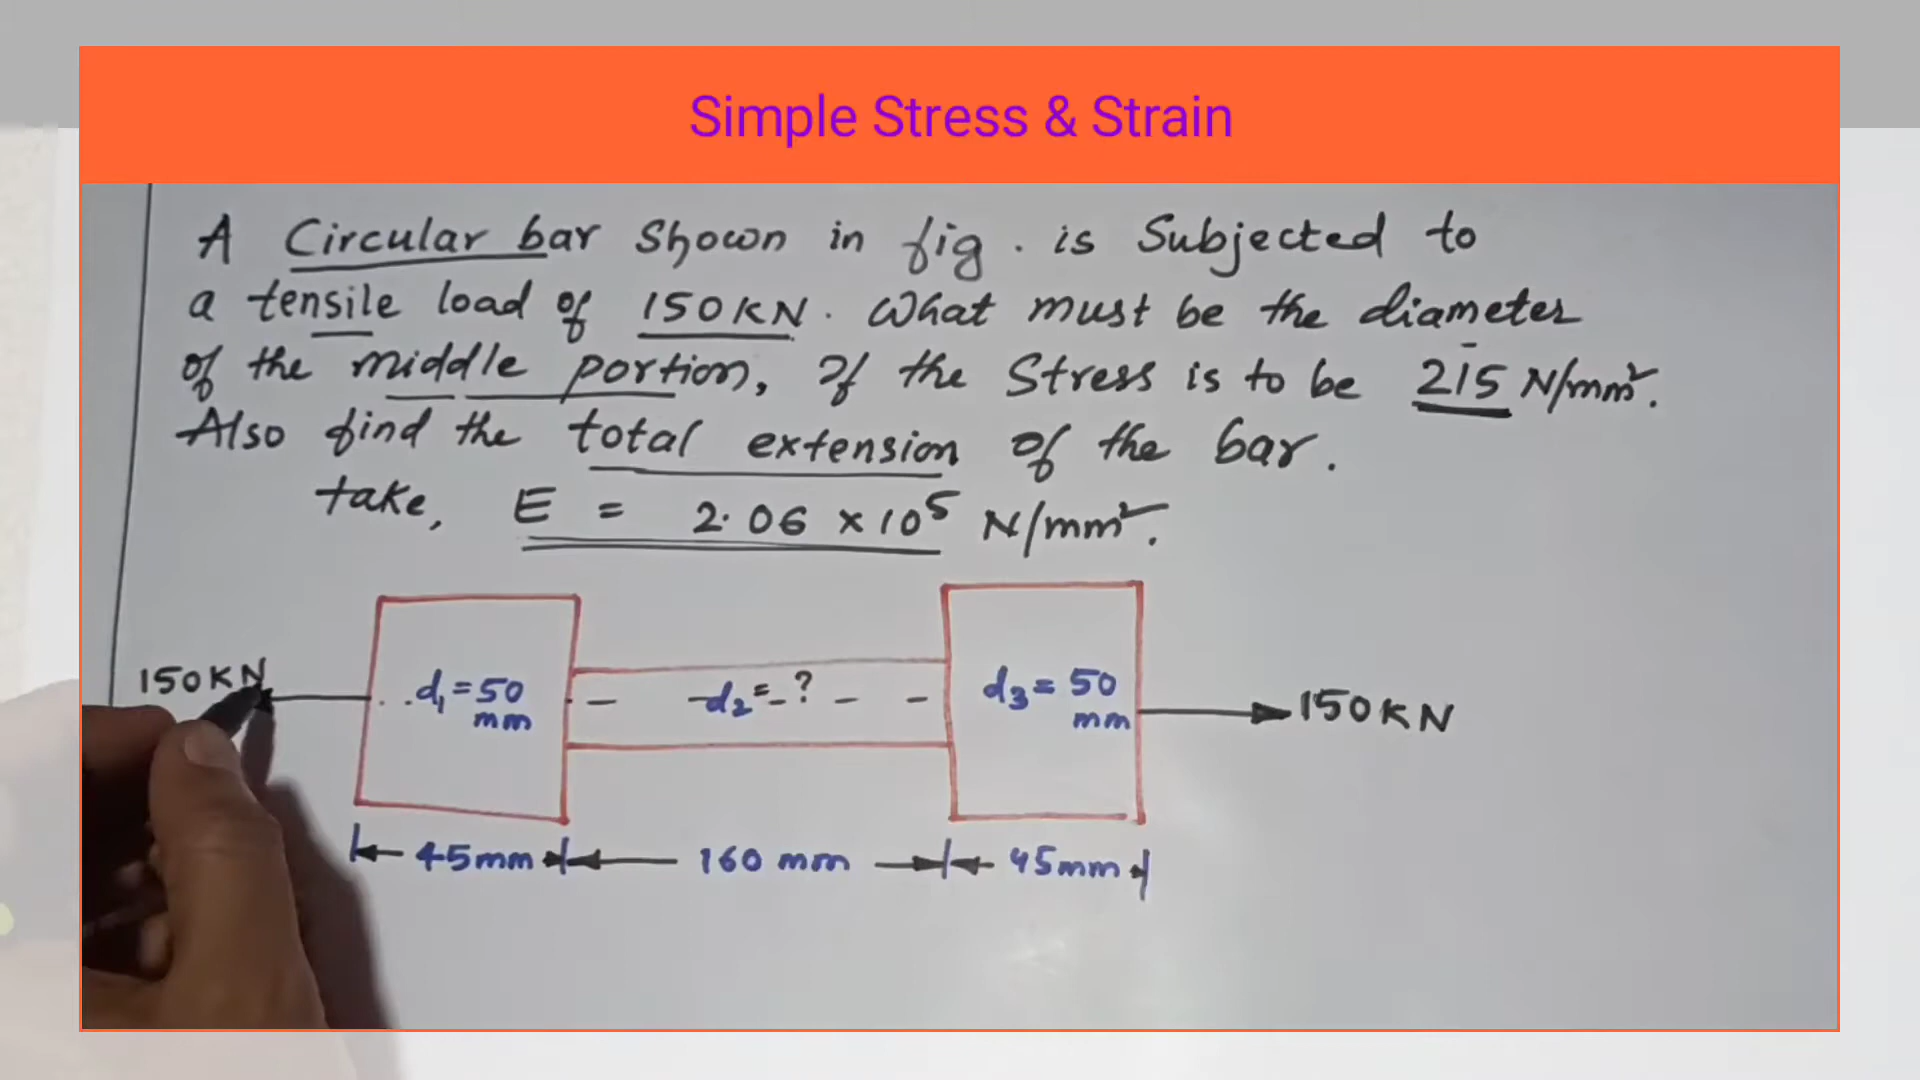 Simple Stress & Strain
A Circular bar Shown in fig. is Subjected to
a tensile load of 150KN. What must be the diameter
of the middle portion, If the Stress is to be 215 N/mm².
Also find the total extension of the bar.
take, E = 2.06 × 10⁵ N/mm².
150KN d₁ = 50 mm d₂ = ? d₃ = 50 mm 150KN
45mm 160 mm 45mm